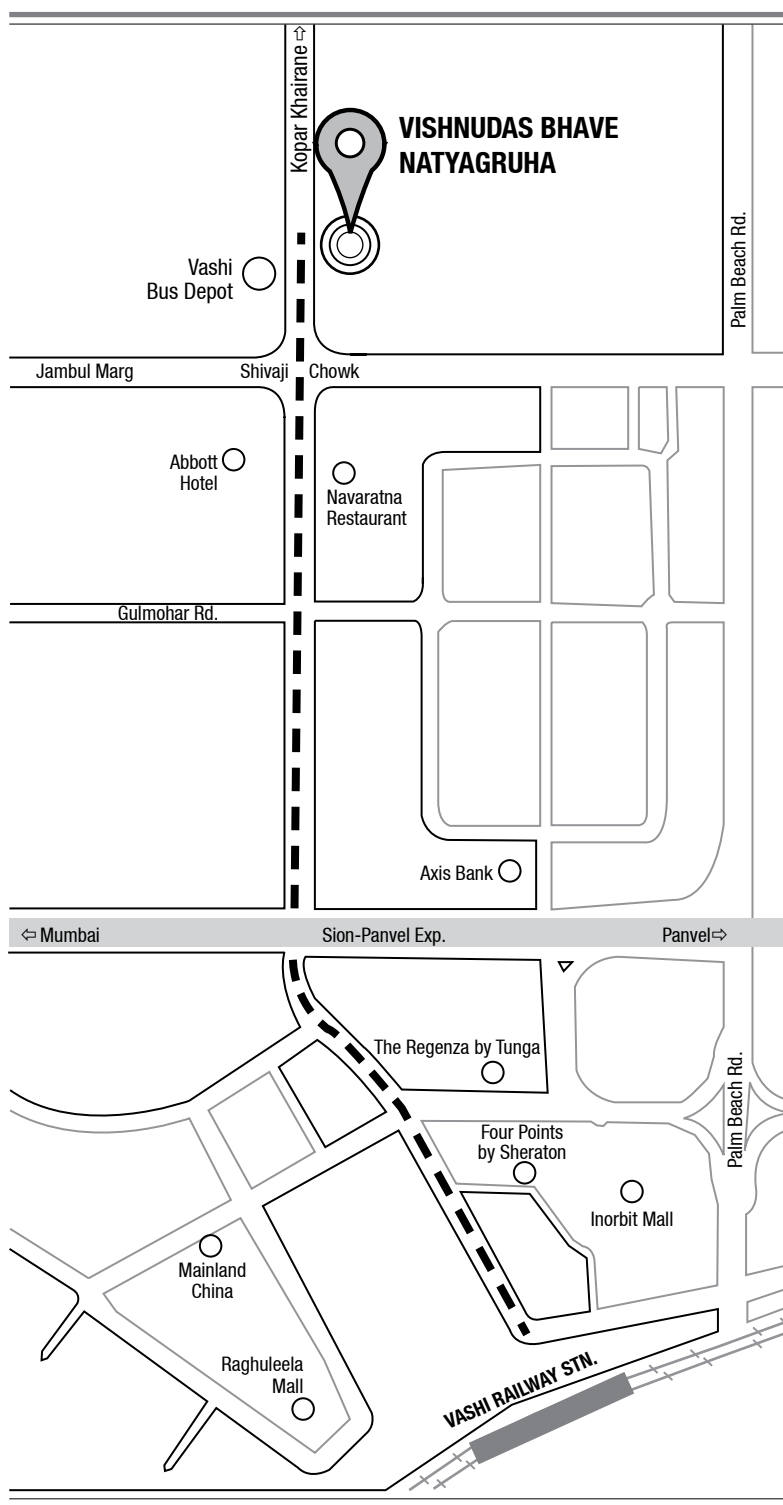 Kopar Khairane ⇧
VISHNUDAS BHAVE
NATYAGRUHA
Palm Beach Rd.
Vashi
Bus Depot
Jambul Marg
Shivaji Chowk
Abbott
Hotel
Navaratna
Restaurant
Gulmohar Rd.
Axis Bank
⇦ Mumbai
Sion-Panvel Exp.
Panvel ⇨
The Regenza by Tunga
Palm Beach Rd.
Four Points
by Sheraton
Inorbit Mall
Mainland
China
Raghuleela
Mall
VASHI RAILWAY STN.